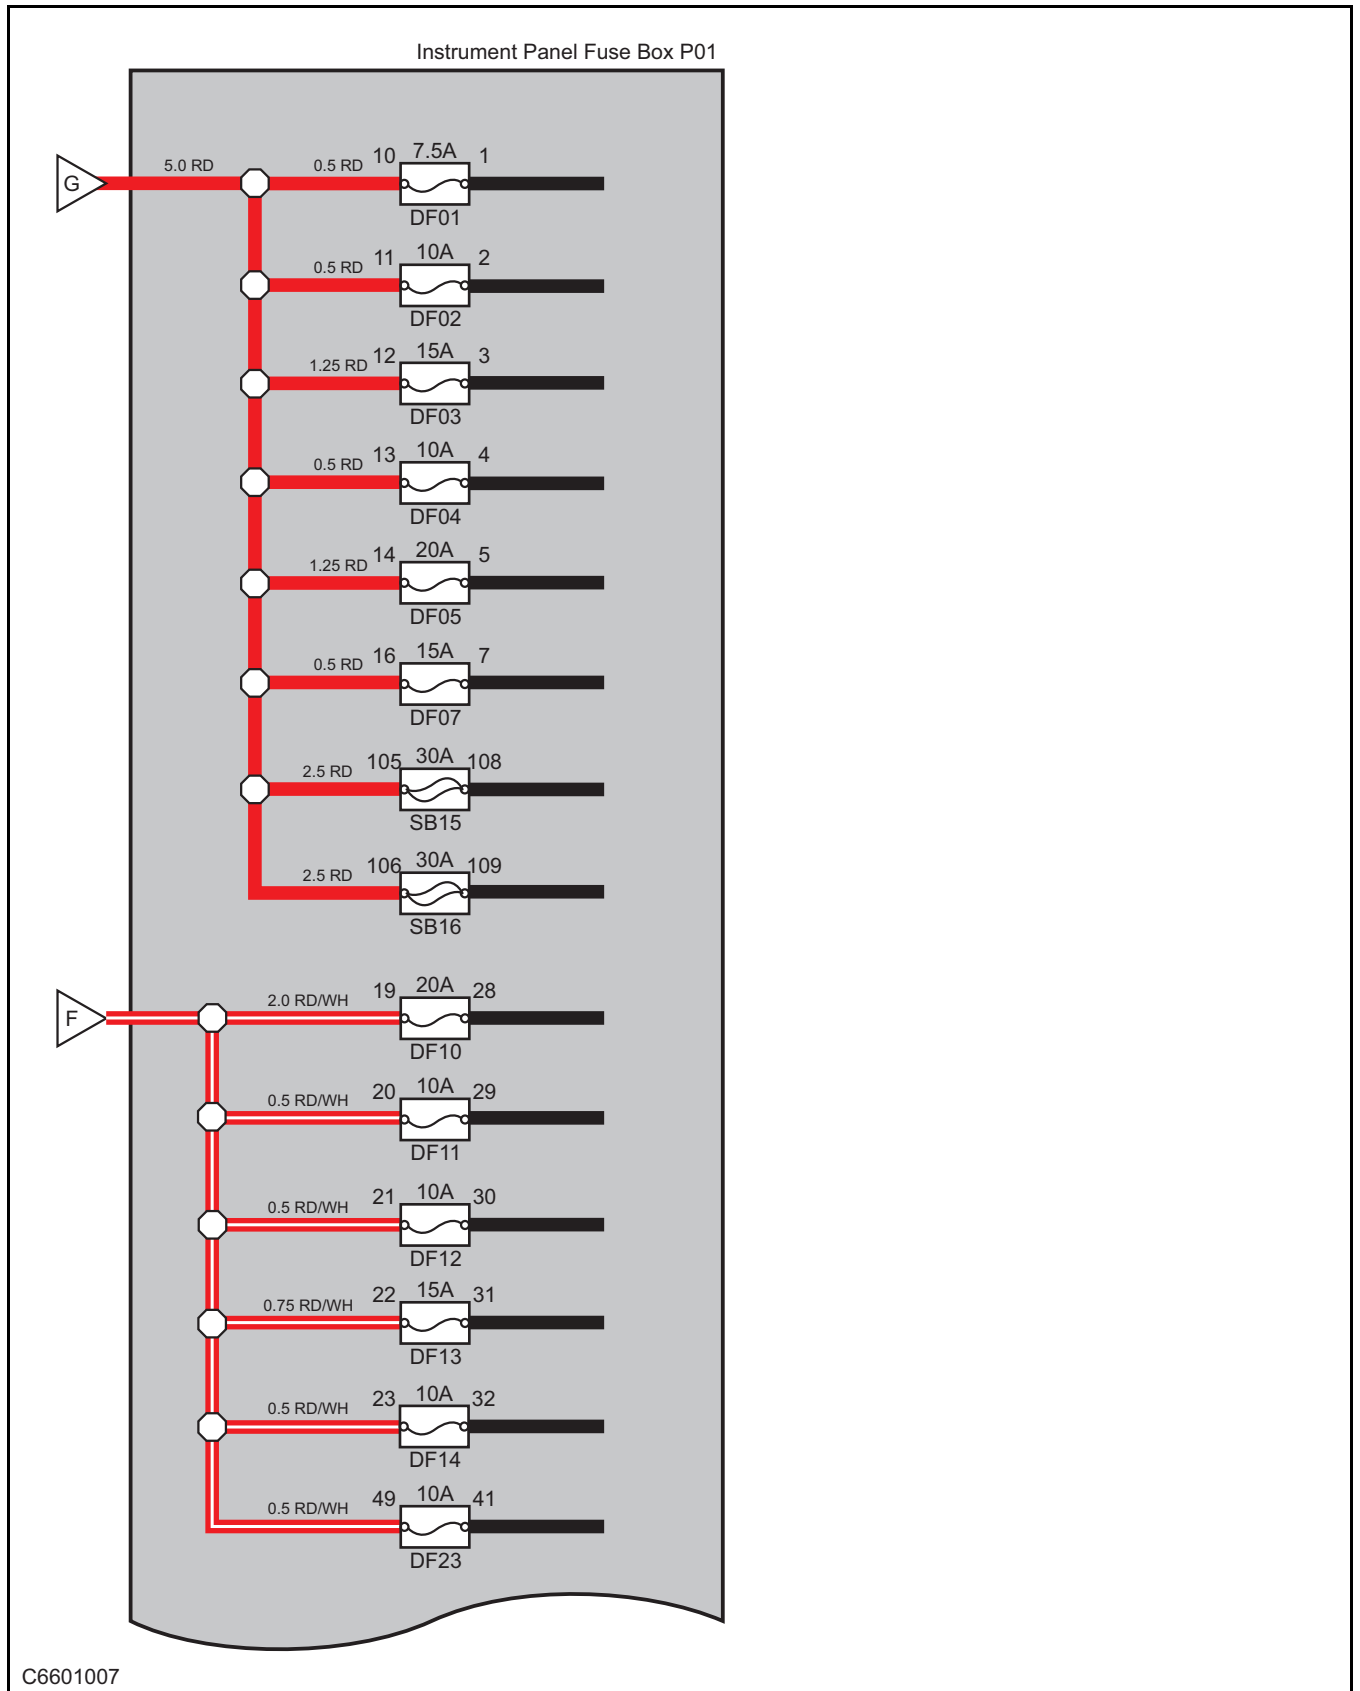 Instrument Panel Fuse Box P01
G
5.0 RD
0.5 RD
10
7.5A
1
DF01
0.5 RD
11
10A
2
DF02
1.25 RD
12
15A
3
DF03
0.5 RD
13
10A
4
DF04
1.25 RD
14
20A
5
DF05
0.5 RD
16
15A
7
DF07
2.5 RD
105
30A
108
SB15
2.5 RD
106
30A
109
SB16
F
2.0 RD/WH
19
20A
28
DF10
0.5 RD/WH
20
10A
29
DF11
0.5 RD/WH
21
10A
30
DF12
0.75 RD/WH
22
15A
31
DF13
0.5 RD/WH
23
10A
32
DF14
0.5 RD/WH
49
10A
41
DF23
C6601007